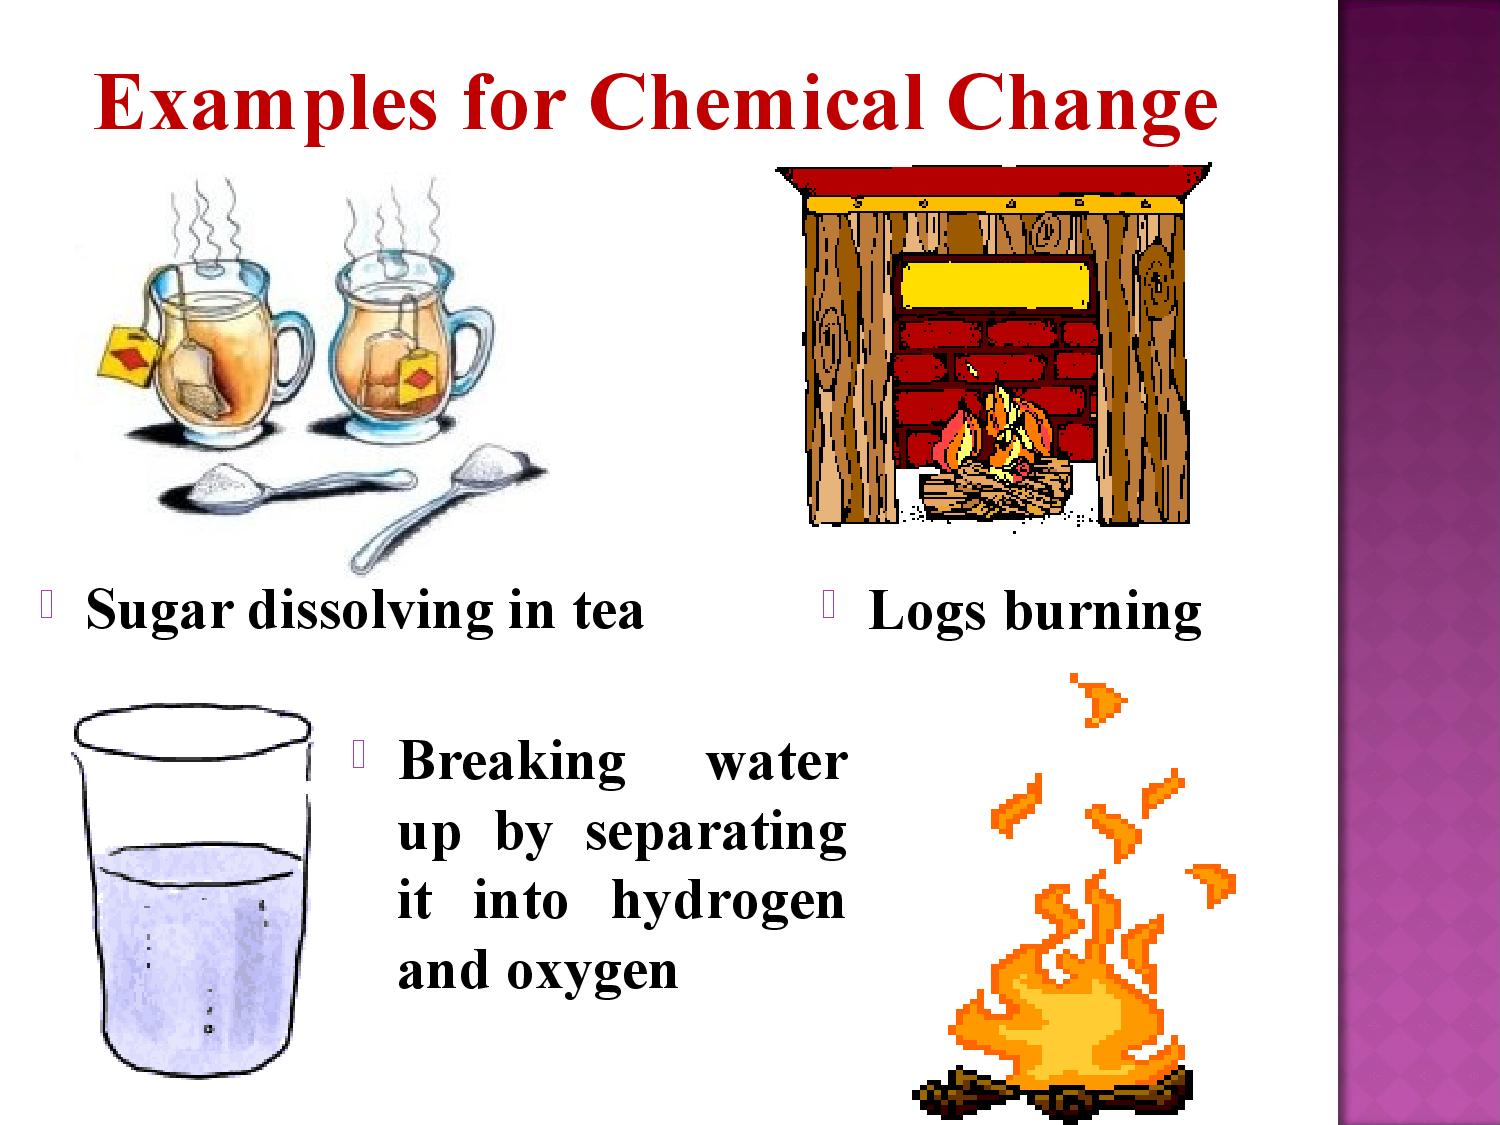 Examples for Chemical Change
Sugar dissolving in tea
Logs burning
Breaking water
up by separating
it into hydrogen
and oxygen